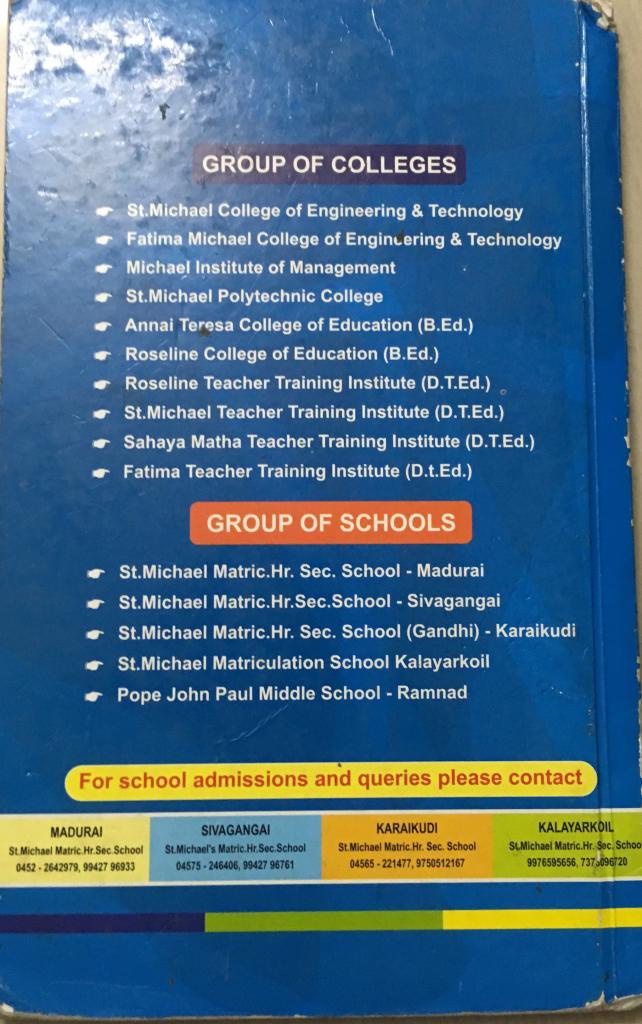 GROUP OF COLLEGES
St.Michael College of Engineering & Technology
Fatima Michael College of Engineering & Technology
Michael Institute of Management
St.Michael Polytechnic College
Annai Teresa College of Education (B.Ed.)
Roseline College of Education (B.Ed.)
Roseline Teacher Training Institute (D.T.Ed.)
St.Michael Teacher Training Institute (D.T.Ed.)
Sahaya Matha Teacher Training Institute (D.T.Ed.)
Fatima Teacher Training Institute (D.t.Ed.)
GROUP OF SCHOOLS
St.Michael Matric.Hr. Sec. School - Madurai
St.Michael Matric.Hr.Sec.School - Sivagangai
St.Michael Matric.Hr. Sec. School (Gandhi) - Karaikudi
St.Michael Matriculation School Kalayarkoil
Pope John Paul Middle School - Ramnad
For school admissions and queries please contact
MADURAI
St.Michael Matric.Hr.Sec.School
0452 - 2642979, 99427 96933
SIVAGANGAI
St.Michael's Matric.Hr.Sec.School
04575 - 246406, 99427 96761
KARAIKUDI
St.Michael Matric.Hr. Sec. School
04565 - 221477, 9750512167
KALAYARKOIL
St.Michael Matric.Hr. Sec. Schoo
9976595656,